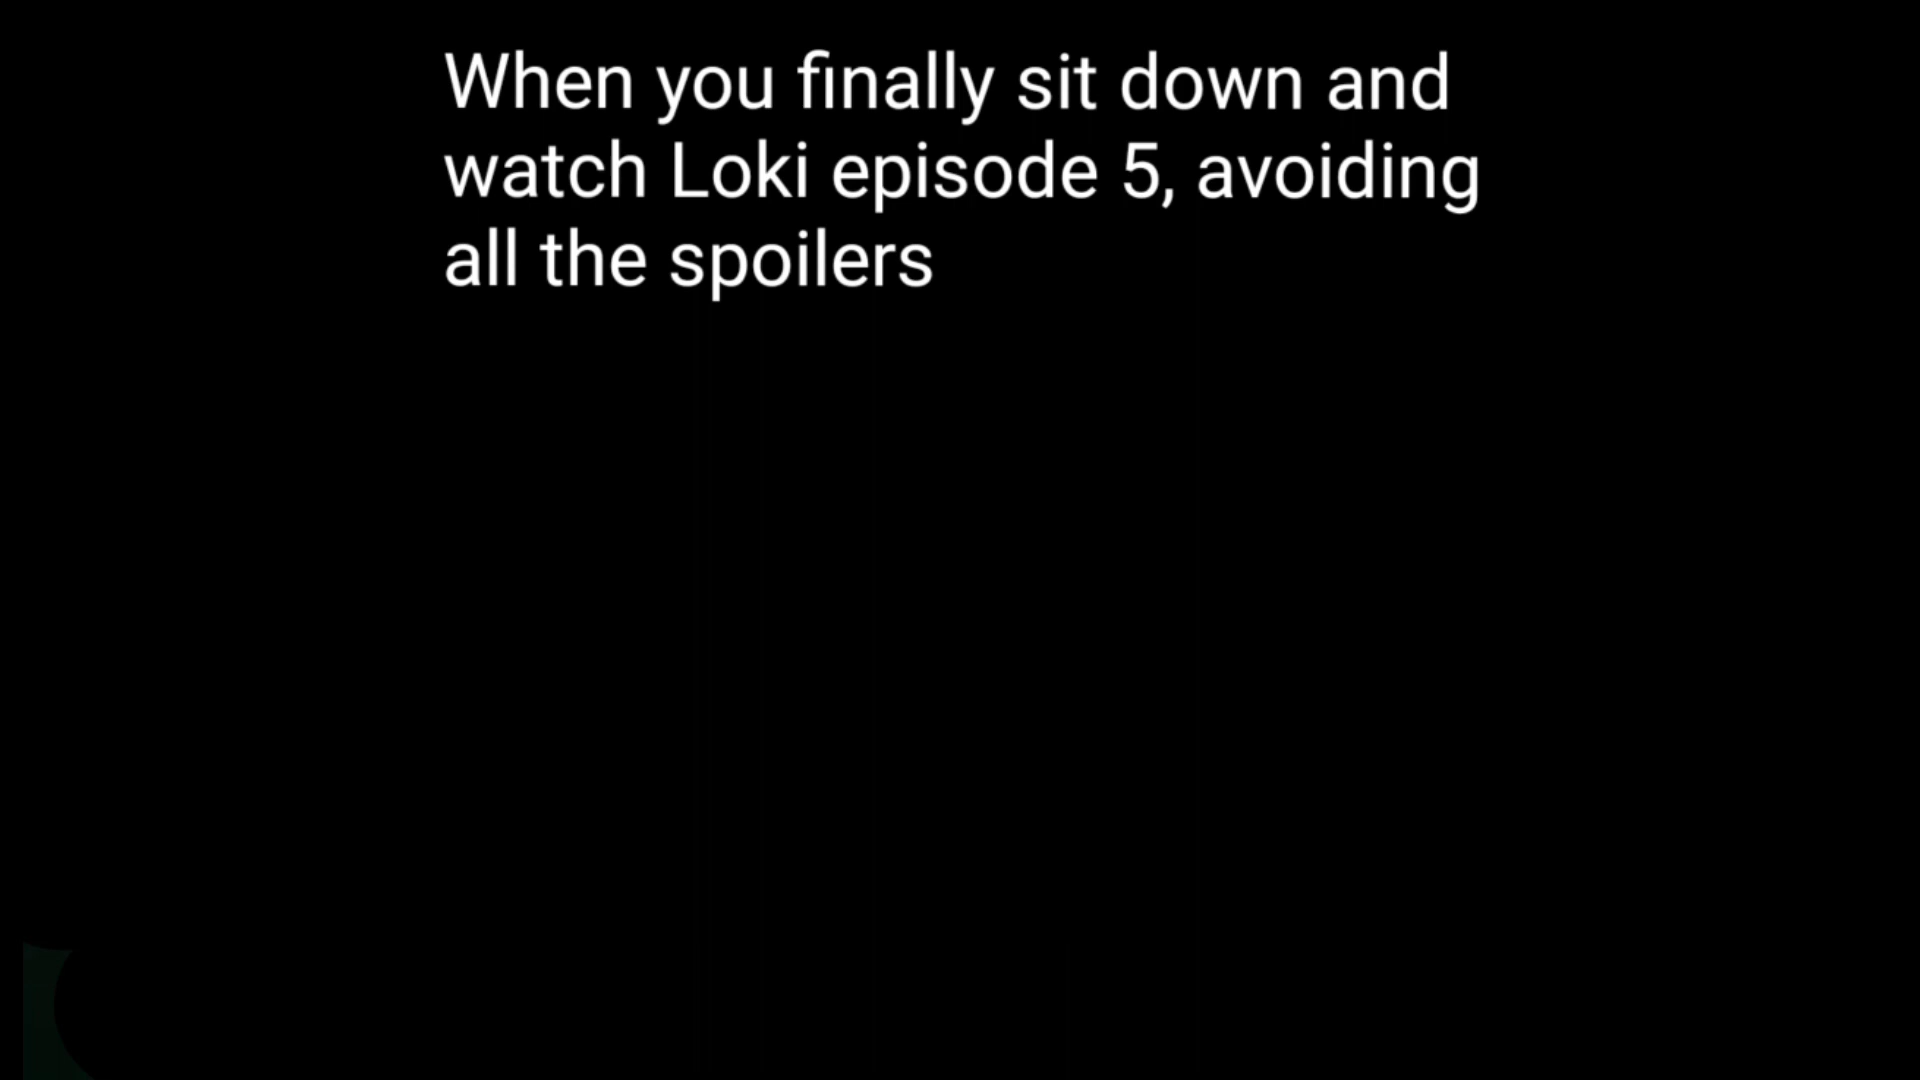 When you finally sit down and
watch Loki episode 5, avoiding
all the spoilers